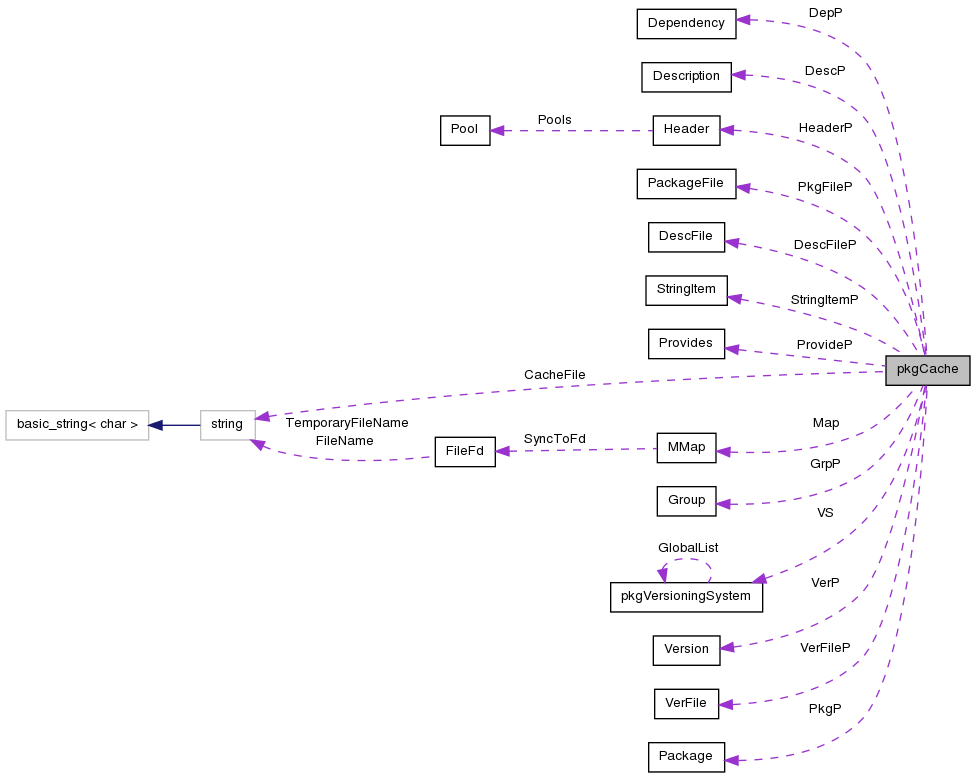 DepP
Dependency
DescP
Description
HeaderP
Header
Pools
Pool
PkgFileP
PackageFile
DescFileP
DescFile
StringItemP
StringItem
ProvideP
Provides
pkgCache
CacheFile
basic_string< char >
string
TemporaryFileName
FileName
FileFd
SyncToFd
MMap
Map
GrpP
Group
VS
GlobalList
pkgVersioningSystem
VerP
Version
VerFileP
VerFile
PkgP
Package